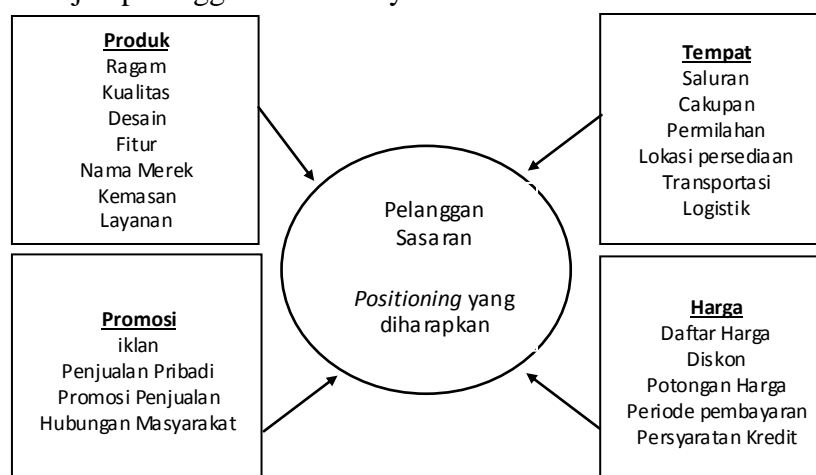 Produk
Ragam
Kualitas
Desain
Fitur
Nama Merek
Kemasan
Layanan
Tempat
Saluran
Cakupan
Permilahan
Lokasi persediaan
Transportasi
Logistik
Pelanggan
Sasaran
Positioning yang
diharapkan
Promosi
iklan
Penjualan Pribadi
Promosi Penjualan
Hubungan Masyarakat
Harga
Daftar Harga
Diskon
Potongan Harga
Periode pembayaran
Persyaratan Kredit